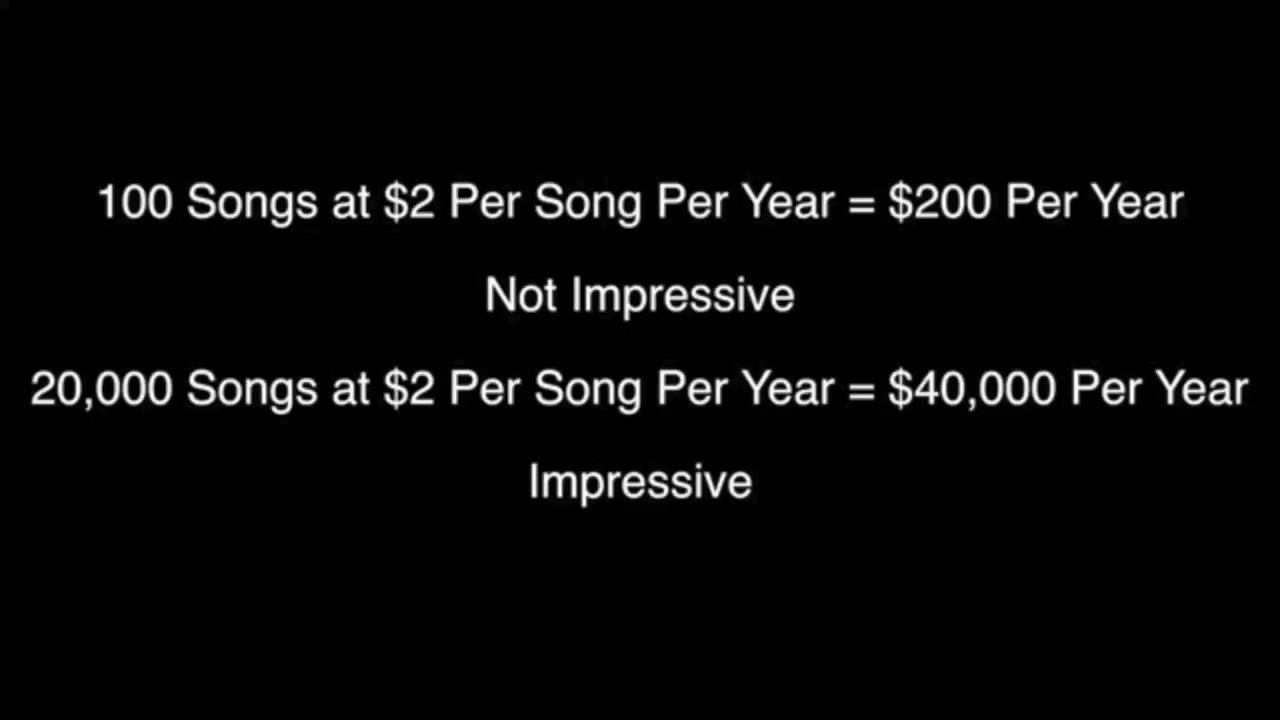 100 Songs at $2 Per Song Per Year = $200 Per Year
Not Impressive
20,000 Songs at $2 Per Song Per Year = $40,000 Per Year
Impressive